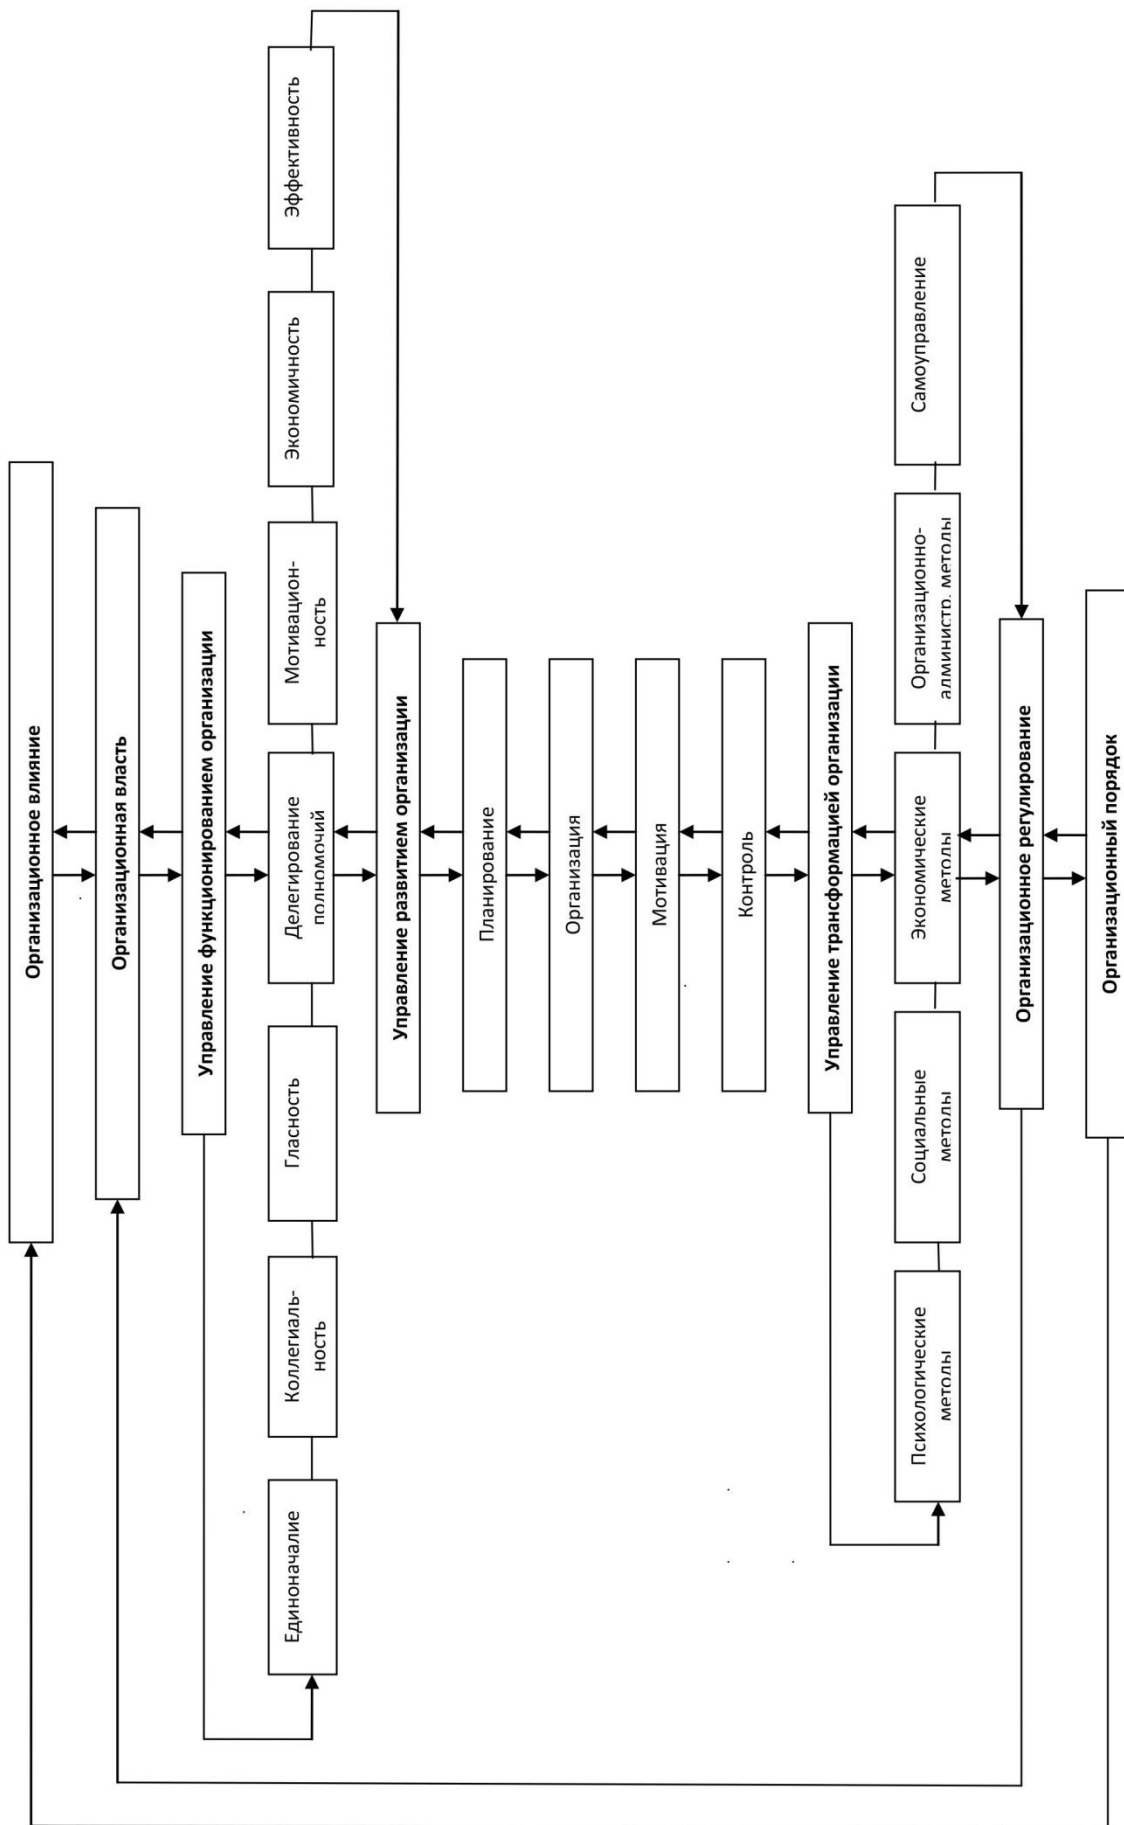 Организационное влияние
Организационная власть
Управление функционированием организации
Единоначалие
Коллегиаль-
ность
Гласность
Делегирование
полномочий
Мотивацион-
ность
Экономичность
Эффективность
Управление развитием организации
Планирование
Организация
Мотивация
Контроль
Управление трансформацией организации
Психологические
методы
Социальные
методы
Экономические
методы
Организационно-
администр. методы
Самоуправление
Организационное регулирование
Организационный порядок